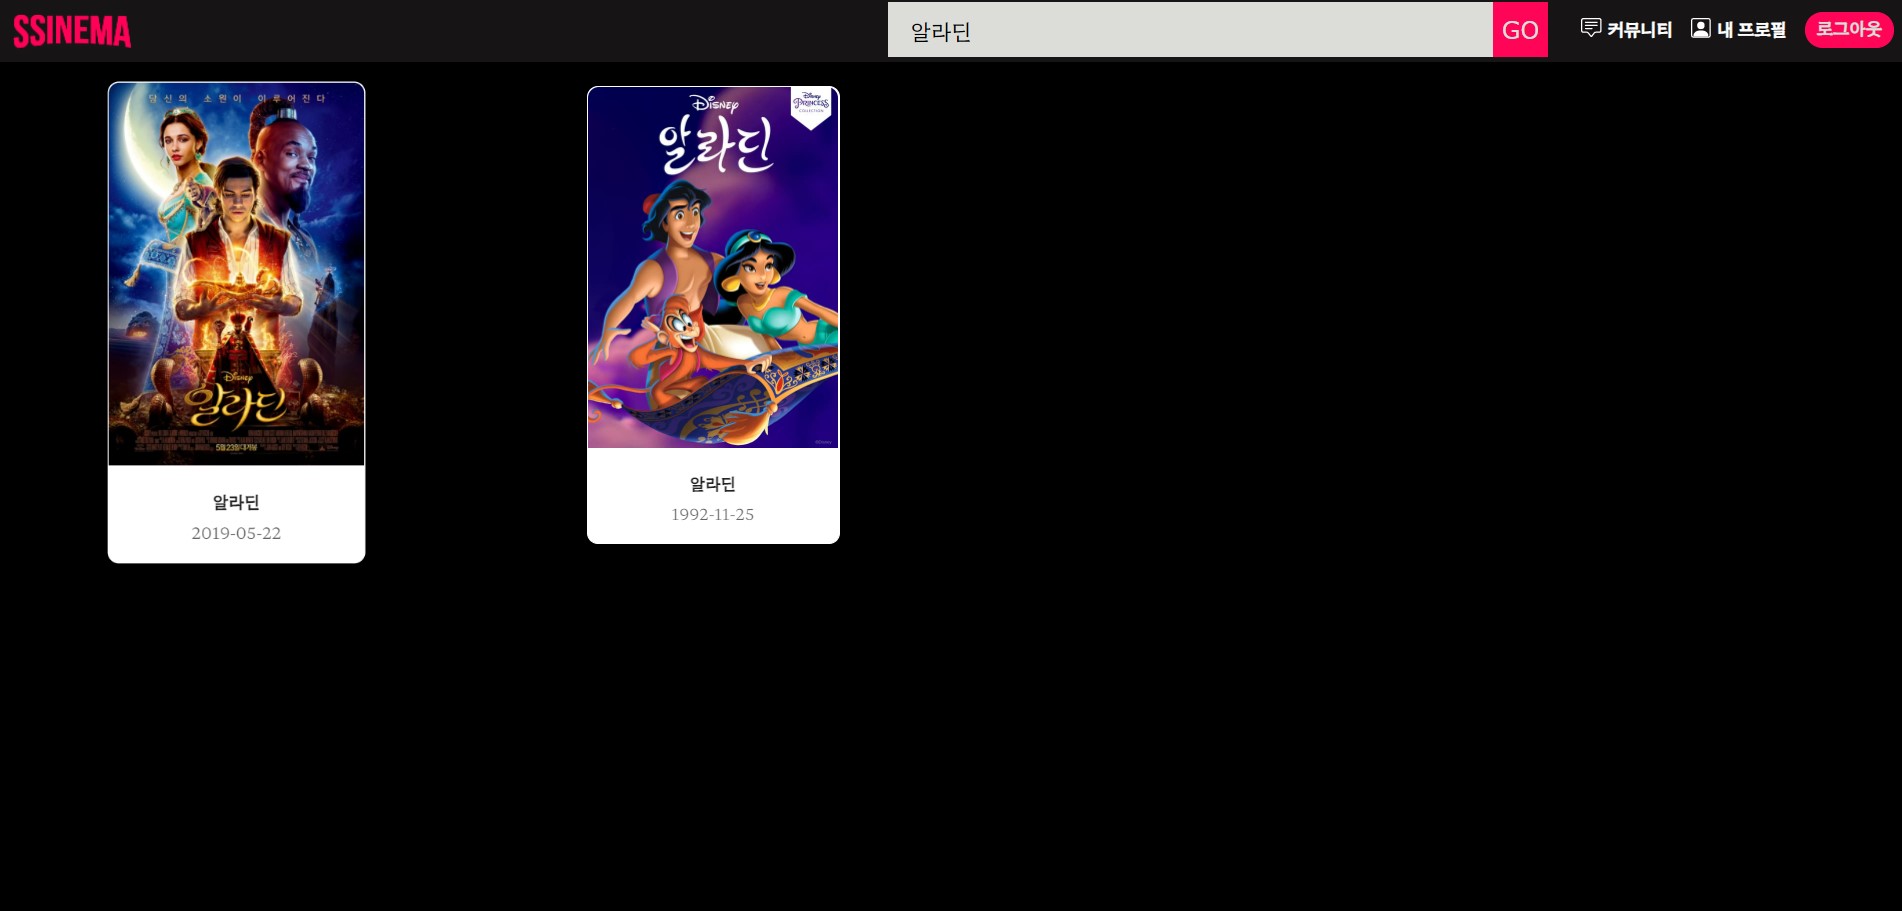 SSINEMA
알라딘
GO
커뮤니티
내 프로필
로그아웃
당신의 소원이 이루어진다
Disney
알라딘
5월 23일 대개봉
알라딘
2019-05-22
Disney
Disney
PRINCESS
COLLECTION
알라딘
©Disney
알라딘
1992-11-25